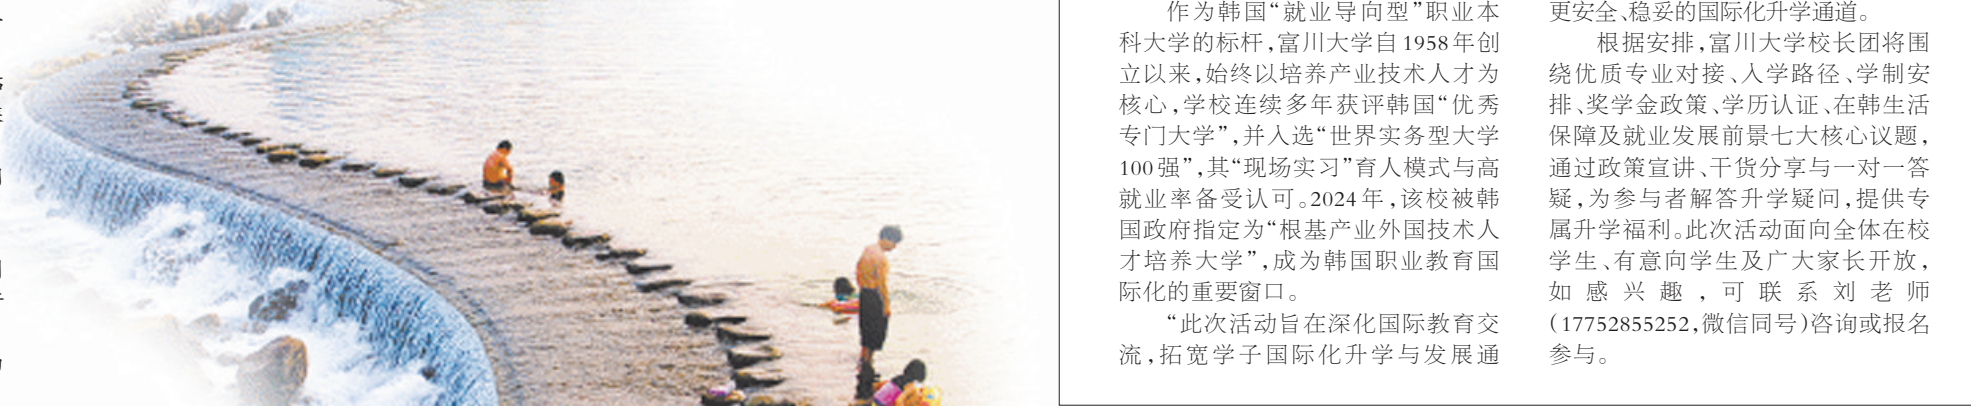 作为韩国“就业导向型”职业本
科大学的标杆,富川大学自1958年创
立以来,始终以培养产业技术人才为
核心,学校连续多年获评韩国“优秀
专门大学”,并入选“世界实务型大学
100强”,其“现场实习”育人模式与高
就业率备受认可。2024年,该校被韩
国政府指定为“根基产业外国技术人
才培养大学”,成为韩国职业教育国
际化的重要窗口。
“此次活动旨在深化国际教育交
流,拓宽学子国际化升学与发展通
更安全、稳妥的国际化升学通道。
根据安排,富川大学校长团将围
绕优质专业对接、入学路径、学制安
排、奖学金政策、学历认证、在韩生活
保障及就业发展前景七大核心议题,
通过政策宣讲、干货分享与一对一答
疑,为参与者解答升学疑问,提供专
属升学福利。此次活动面向全体在校
学生、有意向学生及广大家长开放,
如感兴趣,可联系刘老师
(17752855252,微信同号)咨询或报名
参与。